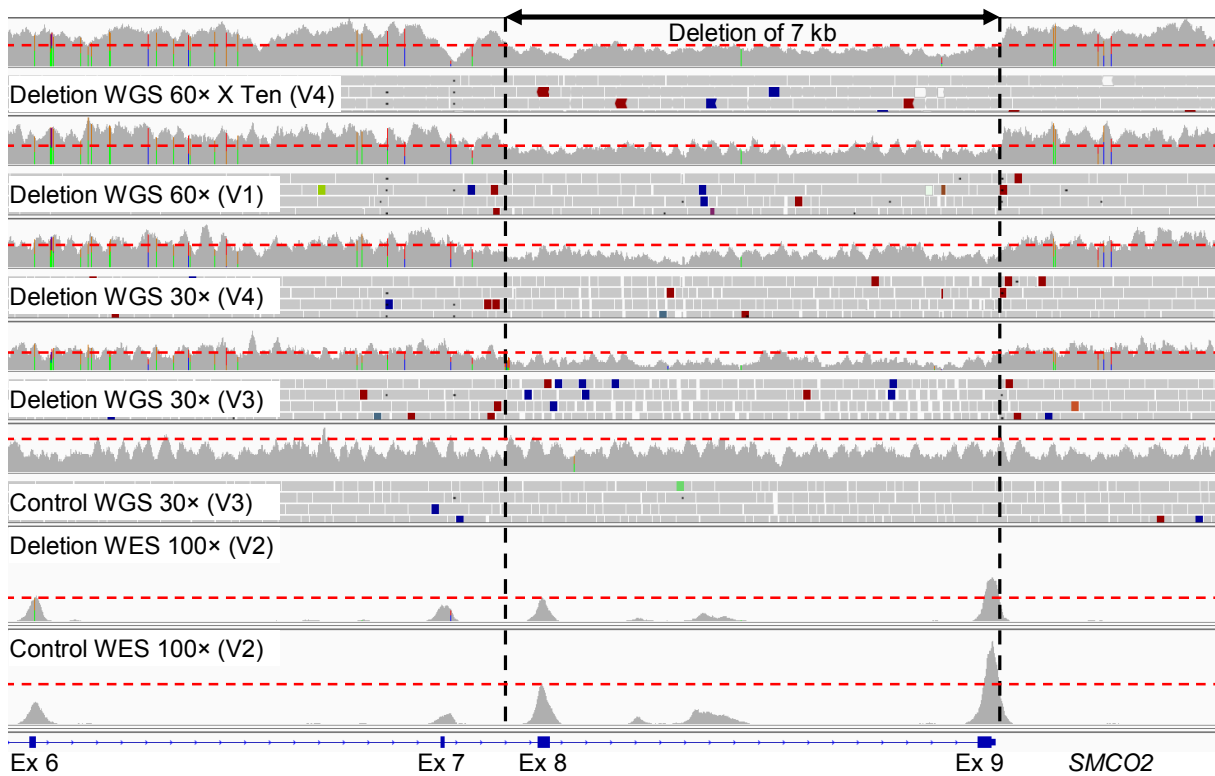 Deletion of 7 kb
Deletion WGS 60× X Ten (V4)
Deletion WGS 60× (V1)
Deletion WGS 30× (V4)
Deletion WGS 30× (V3)
Control WGS 30× (V3)
Deletion WES 100× (V2)
Control WES 100× (V2)
Ex 6 Ex 7 Ex 8 Ex 9 SMCO2